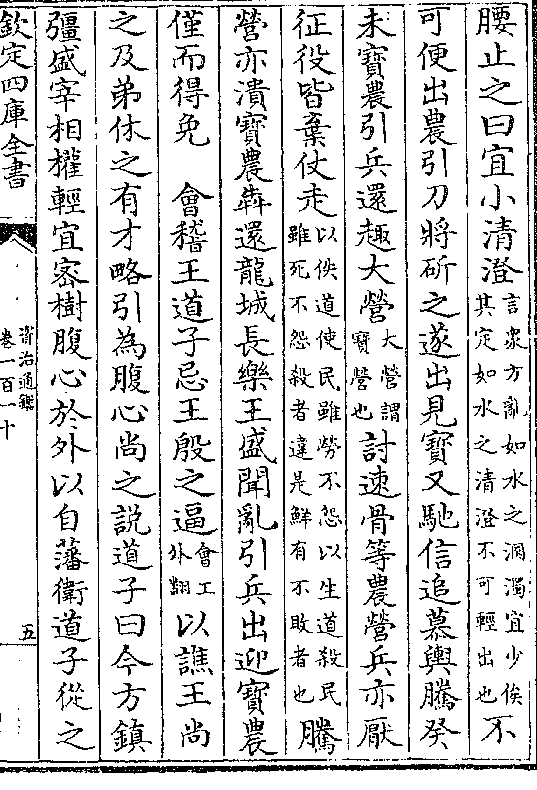 腰止之曰宜小清澄言衆方亂如水之溷濁宜少俟其定如水之清澄不可輕出也不
可便出農引刀將斫之遂出見寶又馳信追慕輿騰癸
未寶農引兵還趣大營大營謂寶營也討速骨等農營兵亦厭
征役皆棄仗走以佚道使民雖勞不怨以生道殺民雖死不怨殺者違是鮮有不敗者也騰
營亦潰寶農犇還龍城長樂王盛聞亂引兵出迎寶農
僅而得免 會稽王道子忌王殷之逼會工外翻以譙王尚
之及弟休之有才略引為腹心尚之説道子曰今方鎮
彊盛宰相權輕宜宻樹腹心於外以自藩衛道子從之
欽定四庫全書
資治通鑑
卷一百一十
五